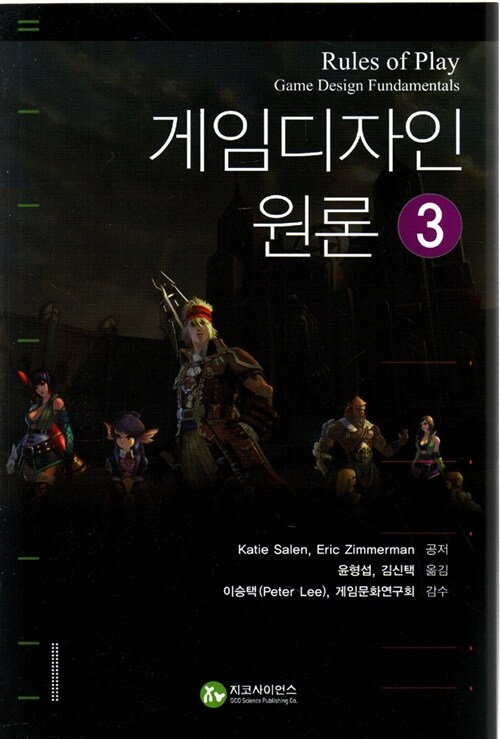 Rules of Play
Game Design Fundamentals
게임디자인
원론 3
Katie Salen, Eric Zimmerman 공저
윤형섭, 김신택 옮김
이승택(Peter Lee), 게임문화연구회 감수
지코사이언스
GCO Science Publishing Co.